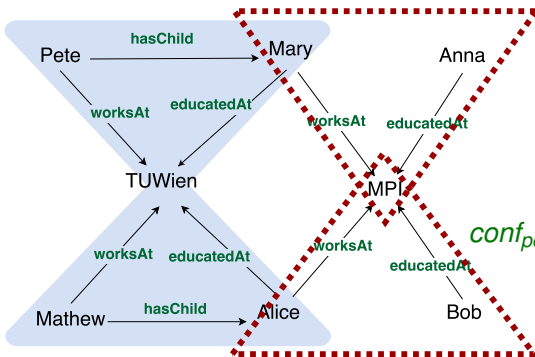 hasChild
Pete
Mary
Anna
worksAt
educatedAt
worksAt
educatedAt
TUWien
MPI
worksAt
educatedAt
worksAt
educatedAt
hasChild
Mathew
Alice
Bob